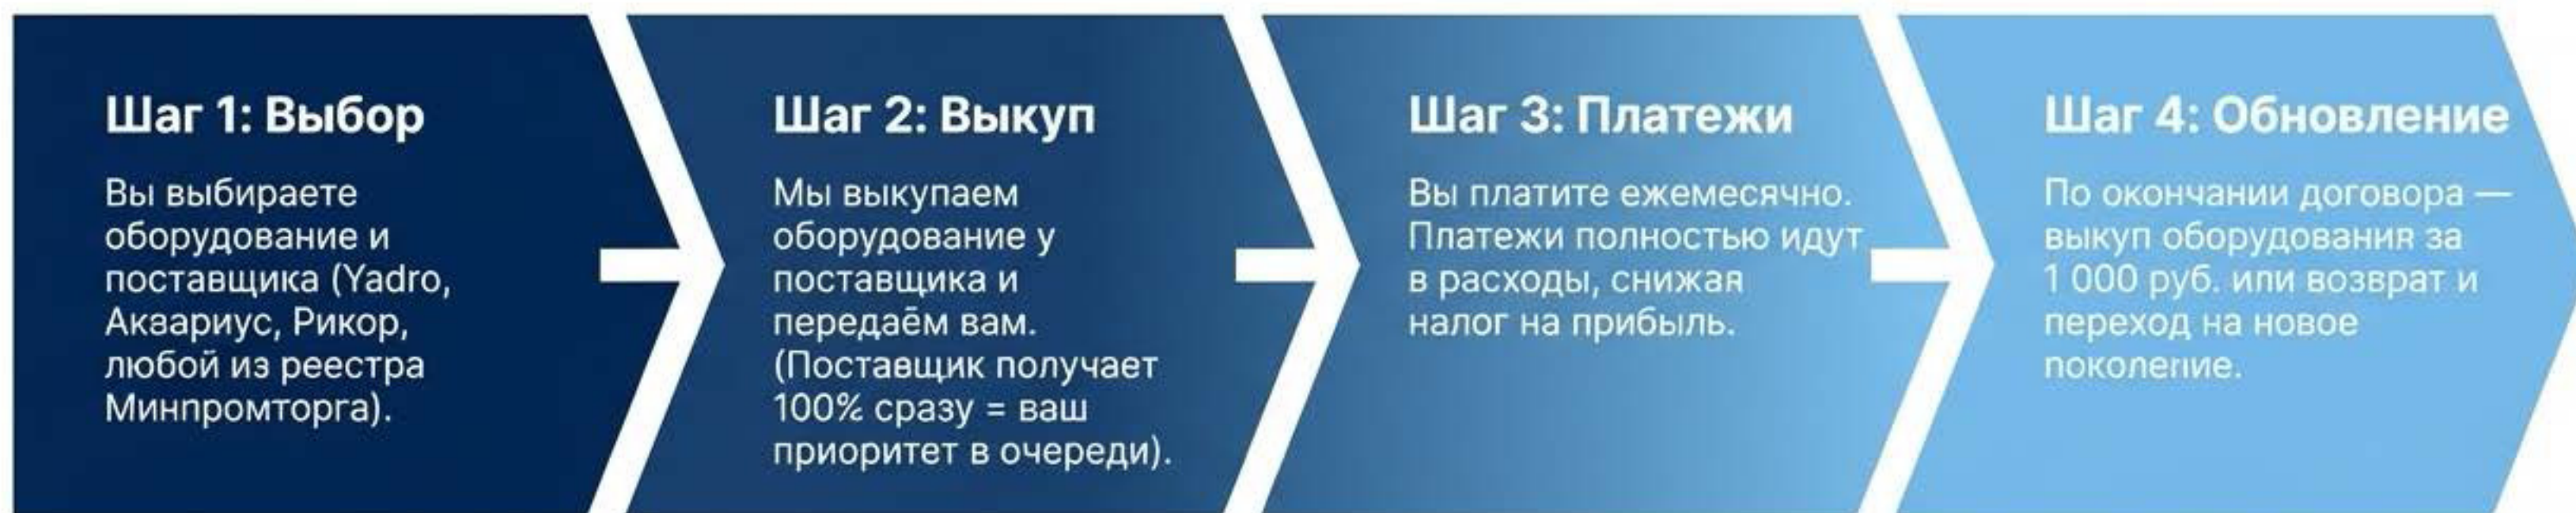 Шаг 1: Выбор
Вы выбираете
оборудование и
поставщика (Yadro,
Аквариус, Рикор,
любой из реестра
Минпромторга).
Шаг 2: Выкуп
Мы выкупаем
оборудование у
поставщика и
передаём вам.
(Поставщик получает
100% сразу = ваш
приоритет в очереди).
Шаг 3: Платежи
Вы платите ежемесячно.
Платежи полностью идут
в расходы, снижая
налог на прибыль.
Шаг 4: Обновление
По окончании договора —
выкуп оборудования за
1 000 руб. или возврат и
переход на новое
поколение.